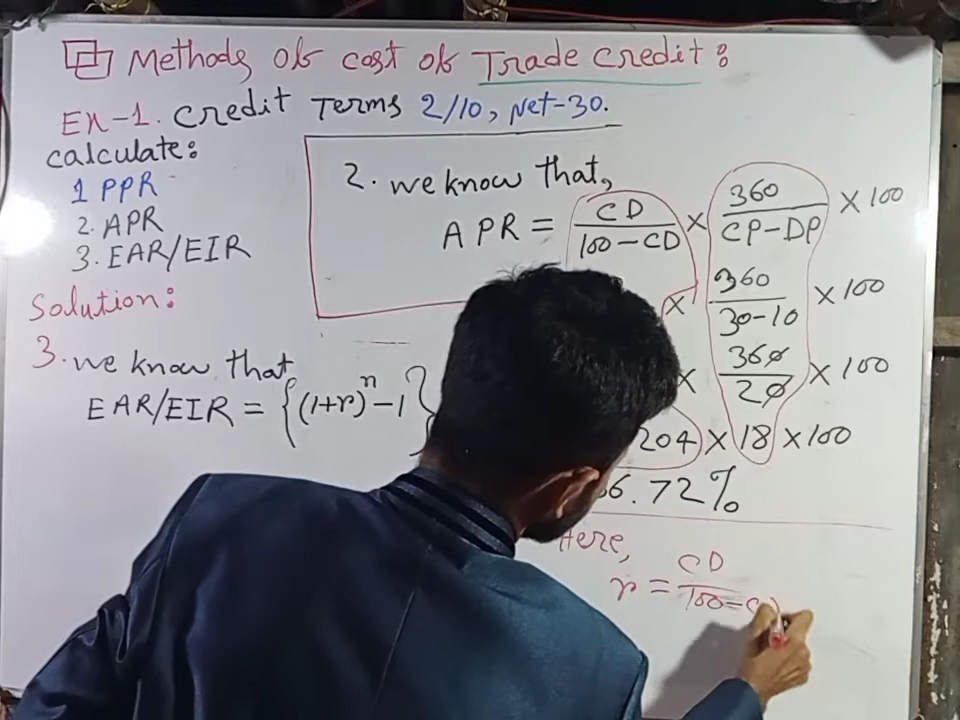 Methods of cost of Trade Credit:
Ex-1. Credit Terms 2/10, Net-30.
Calculate:
1 PPR
2. APR
3. EAR/EIR
Solution:
2. we know that,
APR = CD/100-CD × 360/CP-DP × 100
× 360/30-10 × 100
× 360/20 × 100
204 × 18 × 100
6.72%
3. we know that,
EAR/EIR = {(1+r)^n - 1}
Here,
r = CD/100-CD